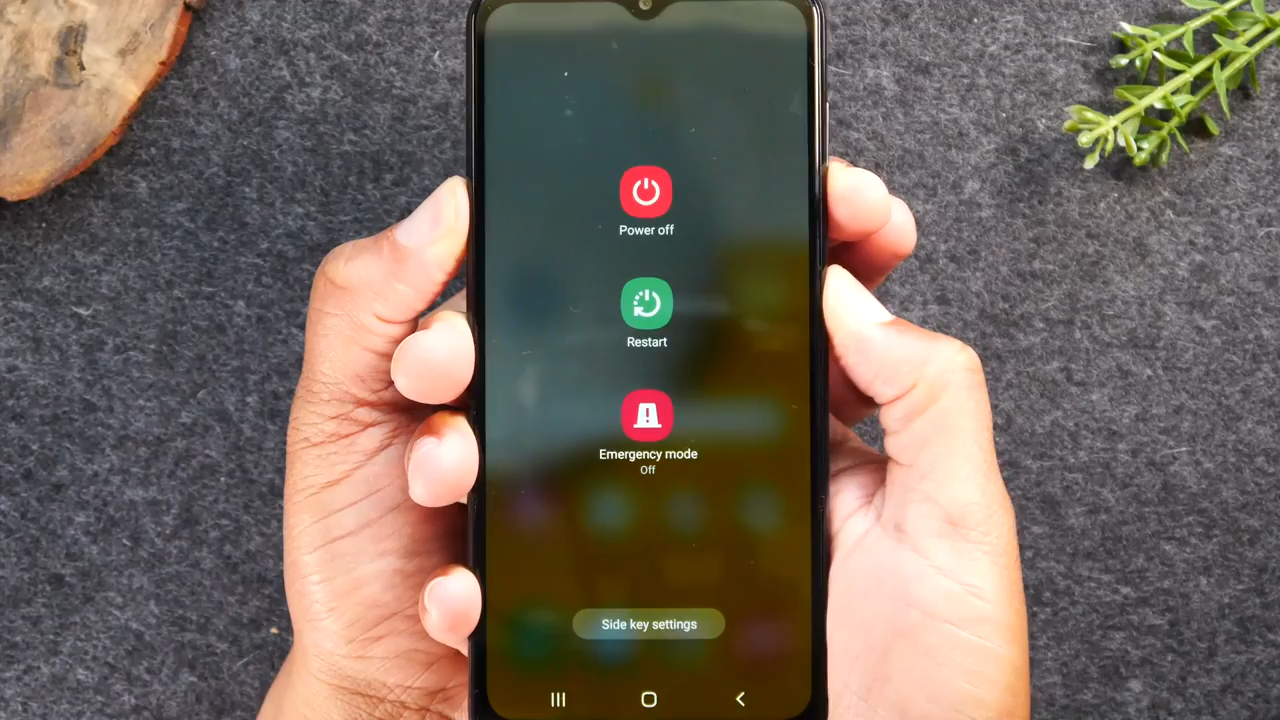 Power off
Restart
Emergency mode
Off
Side key settings